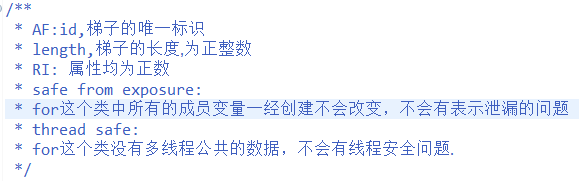 /**
* AF:id,梯子的唯一标识
* length,梯子的长度,为正整数
* RI: 属性均为正数
* safe from exposure:
* for这个类中所有的成员变量一经创建不会改变，不会有表示泄漏的问题
* thread safe:
* for这个类没有多线程公共的数据，不会有线程安全问题.
*/